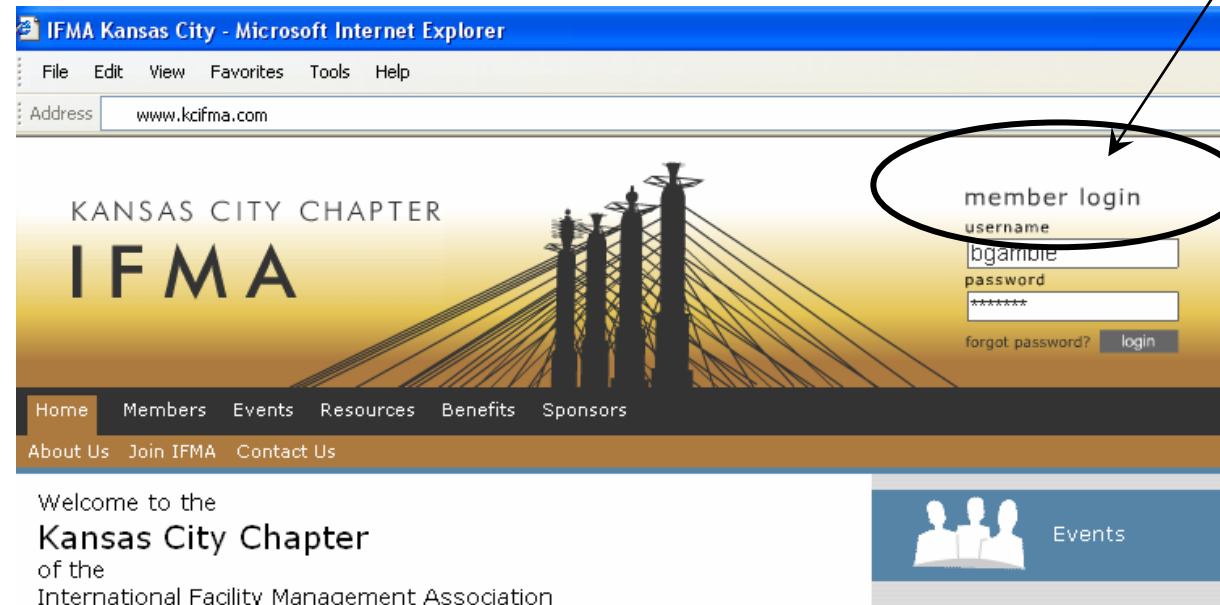 IFMA Kansas City - Microsoft Internet Explorer
File Edit View Favorites Tools Help
Address www.kcifma.com
KANSAS CITY CHAPTER
IFMA
member login
username
bgamble
password
*******
forgot password? login
Home Members Events Resources Benefits Sponsors
About Us Join IFMA Contact Us
Welcome to the
Kansas City Chapter
of the
International Facility Management Association
Events